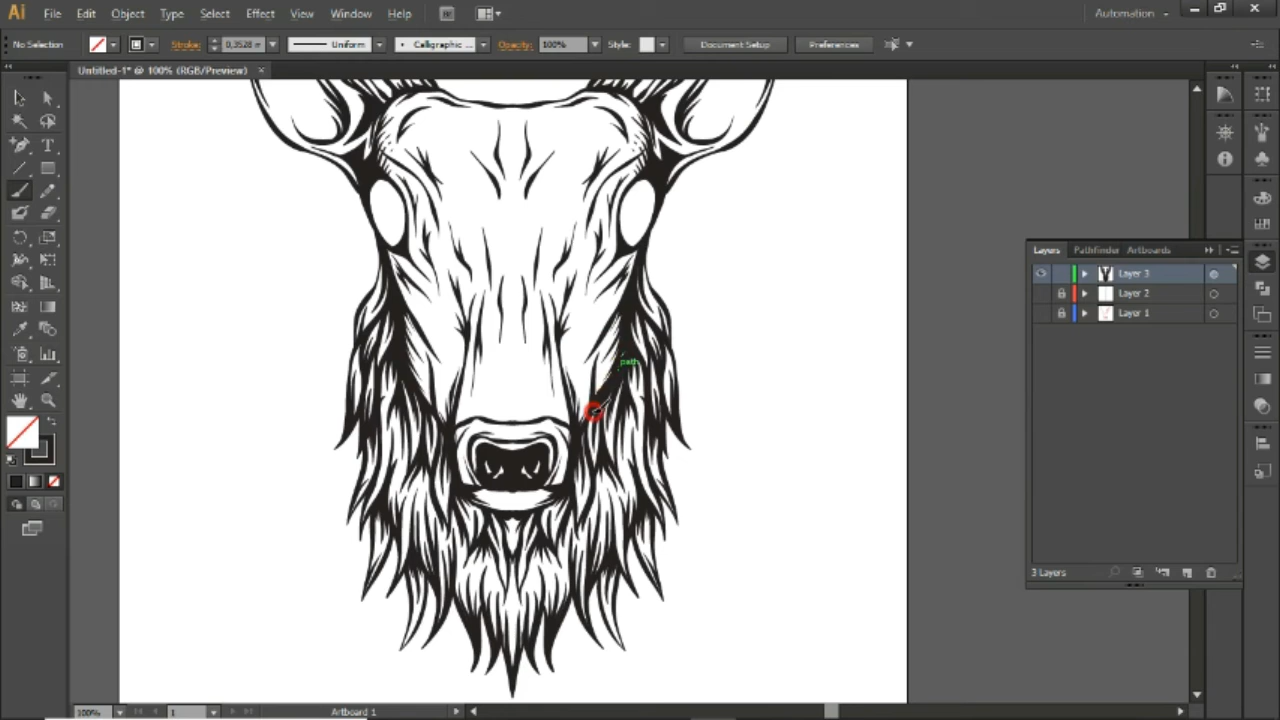 Ai File Edit Object Type Select Effect View Window Help Br Automation
No Selection Stroke: 0,3528 m Uniform Calligraphic ... Opacity: 100% Style: Document Setup Preferences
Untitled-1* @ 100% (RGB/Preview) ×
T
Layers Pathfinder Artboards
Layer 3
Layer 2
Layer 1
path
3 Layers
100% 1 Artboard 1